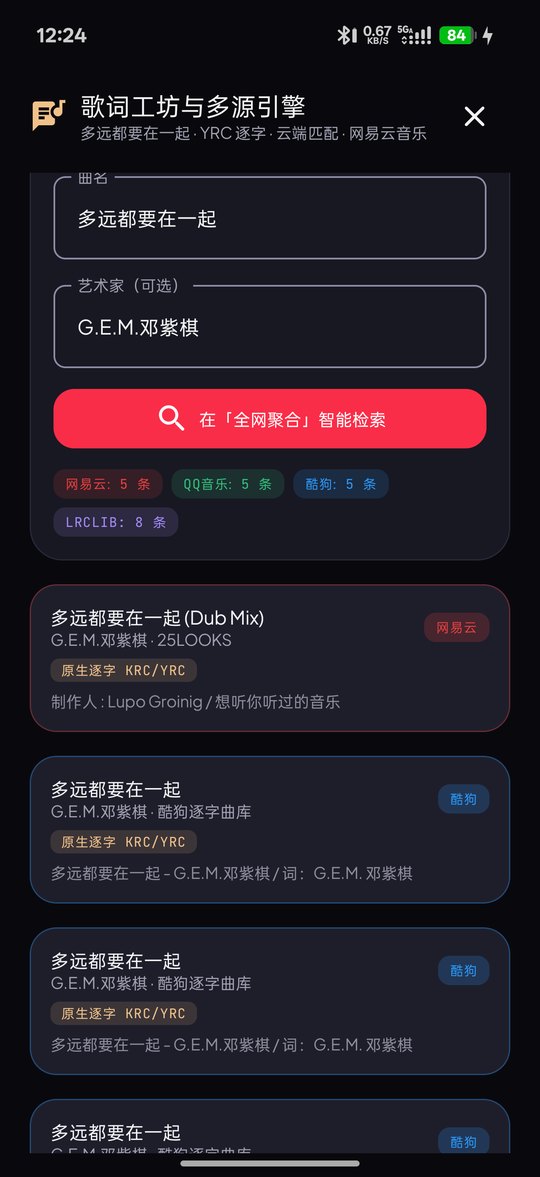 12:24
0.67 KB/S 5GA 84
歌词工坊与多源引擎
多远都要在一起 · YRC 逐字 · 云端匹配 · 网易云音乐
曲名
多远都要在一起
艺术家（可选）
G.E.M.邓紫棋
在「全网聚合」智能检索
网易云: 5 条 QQ音乐: 5 条 酷狗: 5 条
LRCLIB: 8 条
多远都要在一起 (Dub Mix)
网易云
G.E.M.邓紫棋 · 25LOOKS
原生逐字 KRC/YRC
制作人 : Lupo Groinig / 想听你听过的音乐
多远都要在一起
酷狗
G.E.M.邓紫棋 · 酷狗逐字曲库
原生逐字 KRC/YRC
多远都要在一起 - G.E.M.邓紫棋 / 词：G.E.M. 邓紫棋
多远都要在一起
酷狗
G.E.M.邓紫棋 · 酷狗逐字曲库
原生逐字 KRC/YRC
多远都要在一起 - G.E.M.邓紫棋 / 词：G.E.M. 邓紫棋
多远都要在一起
酷狗
G.E.M.邓紫棋 · 酷狗逐字曲库